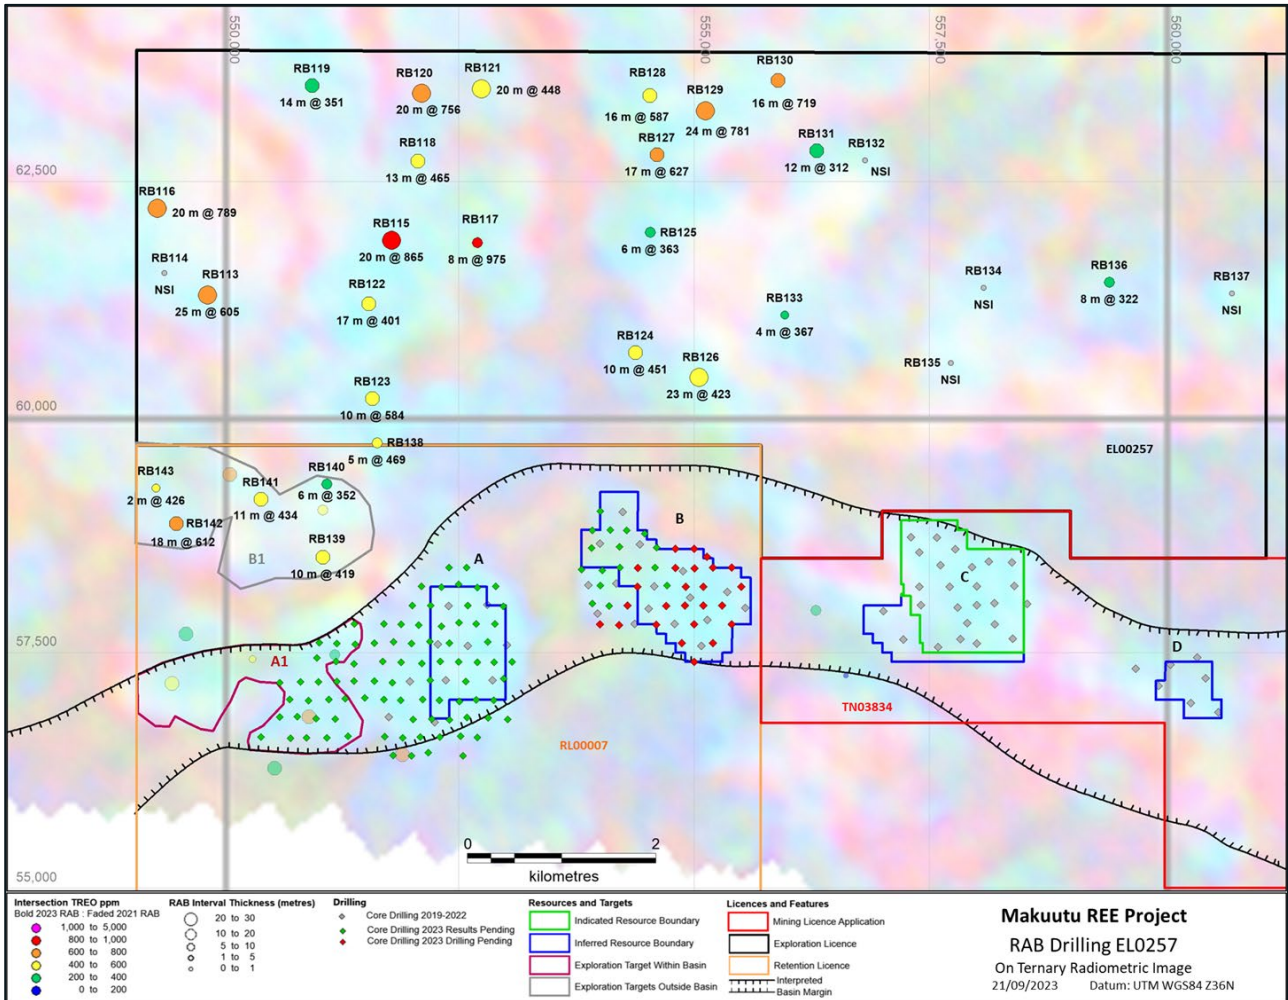 550,000
555,000
557,500
560,000
RB119
14 m @ 351
RB120
20 m @ 756
RB121
20 m @ 448
RB128
16 m @ 587
RB129
24 m @ 781
RB130
16 m @ 719
RB118
13 m @ 465
RB127
17 m @ 627
RB131
12 m @ 312
RB132
NSI
62,500
RB116
20 m @ 789
RB115
20 m @ 865
RB117
8 m @ 975
RB125
6 m @ 363
RB114
NSI
RB113
25 m @ 605
RB122
17 m @ 401
RB133
4 m @ 367
RB134
NSI
RB136
8 m @ 322
RB137
NSI
RB124
10 m @ 451
RB126
23 m @ 423
RB135
NSI
RB123
10 m @ 584
60,000
RB138
5 m @ 469
EL00257
RB143
2 m @ 426
RB141
11 m @ 434
RB140
6 m @ 352
RB142
18 m @ 612
RB139
10 m @ 419
B1
A
B
C
D
57,500
A1
TN03834
RL00007
0
2
kilometres
55,000
Intersection TREO ppm
Bold 2023 RAB : Faded 2021 RAB
1,000 to 5,000
800 to 1,000
600 to 800
400 to 600
200 to 400
0 to 200
RAB Interval Thickness (metres)
20 to 30
10 to 20
5 to 10
1 to 5
0 to 1
Drilling
Core Drilling 2019-2022
Core Drilling 2023 Results Pending
Core Drilling 2023 Drilling Pending
Resources and Targets
Indicated Resource Boundary
Inferred Resource Boundary
Exploration Target Within Basin
Exploration Targets Outside Basin
Licences and Features
Mining Licence Application
Exploration Licence
Retention Licence
Interpreted
Basin Margin
Makuutu REE Project
RAB Drilling EL0257
On Ternary Radiometric Image
21/09/2023 Datum: UTM WGS84 Z36N